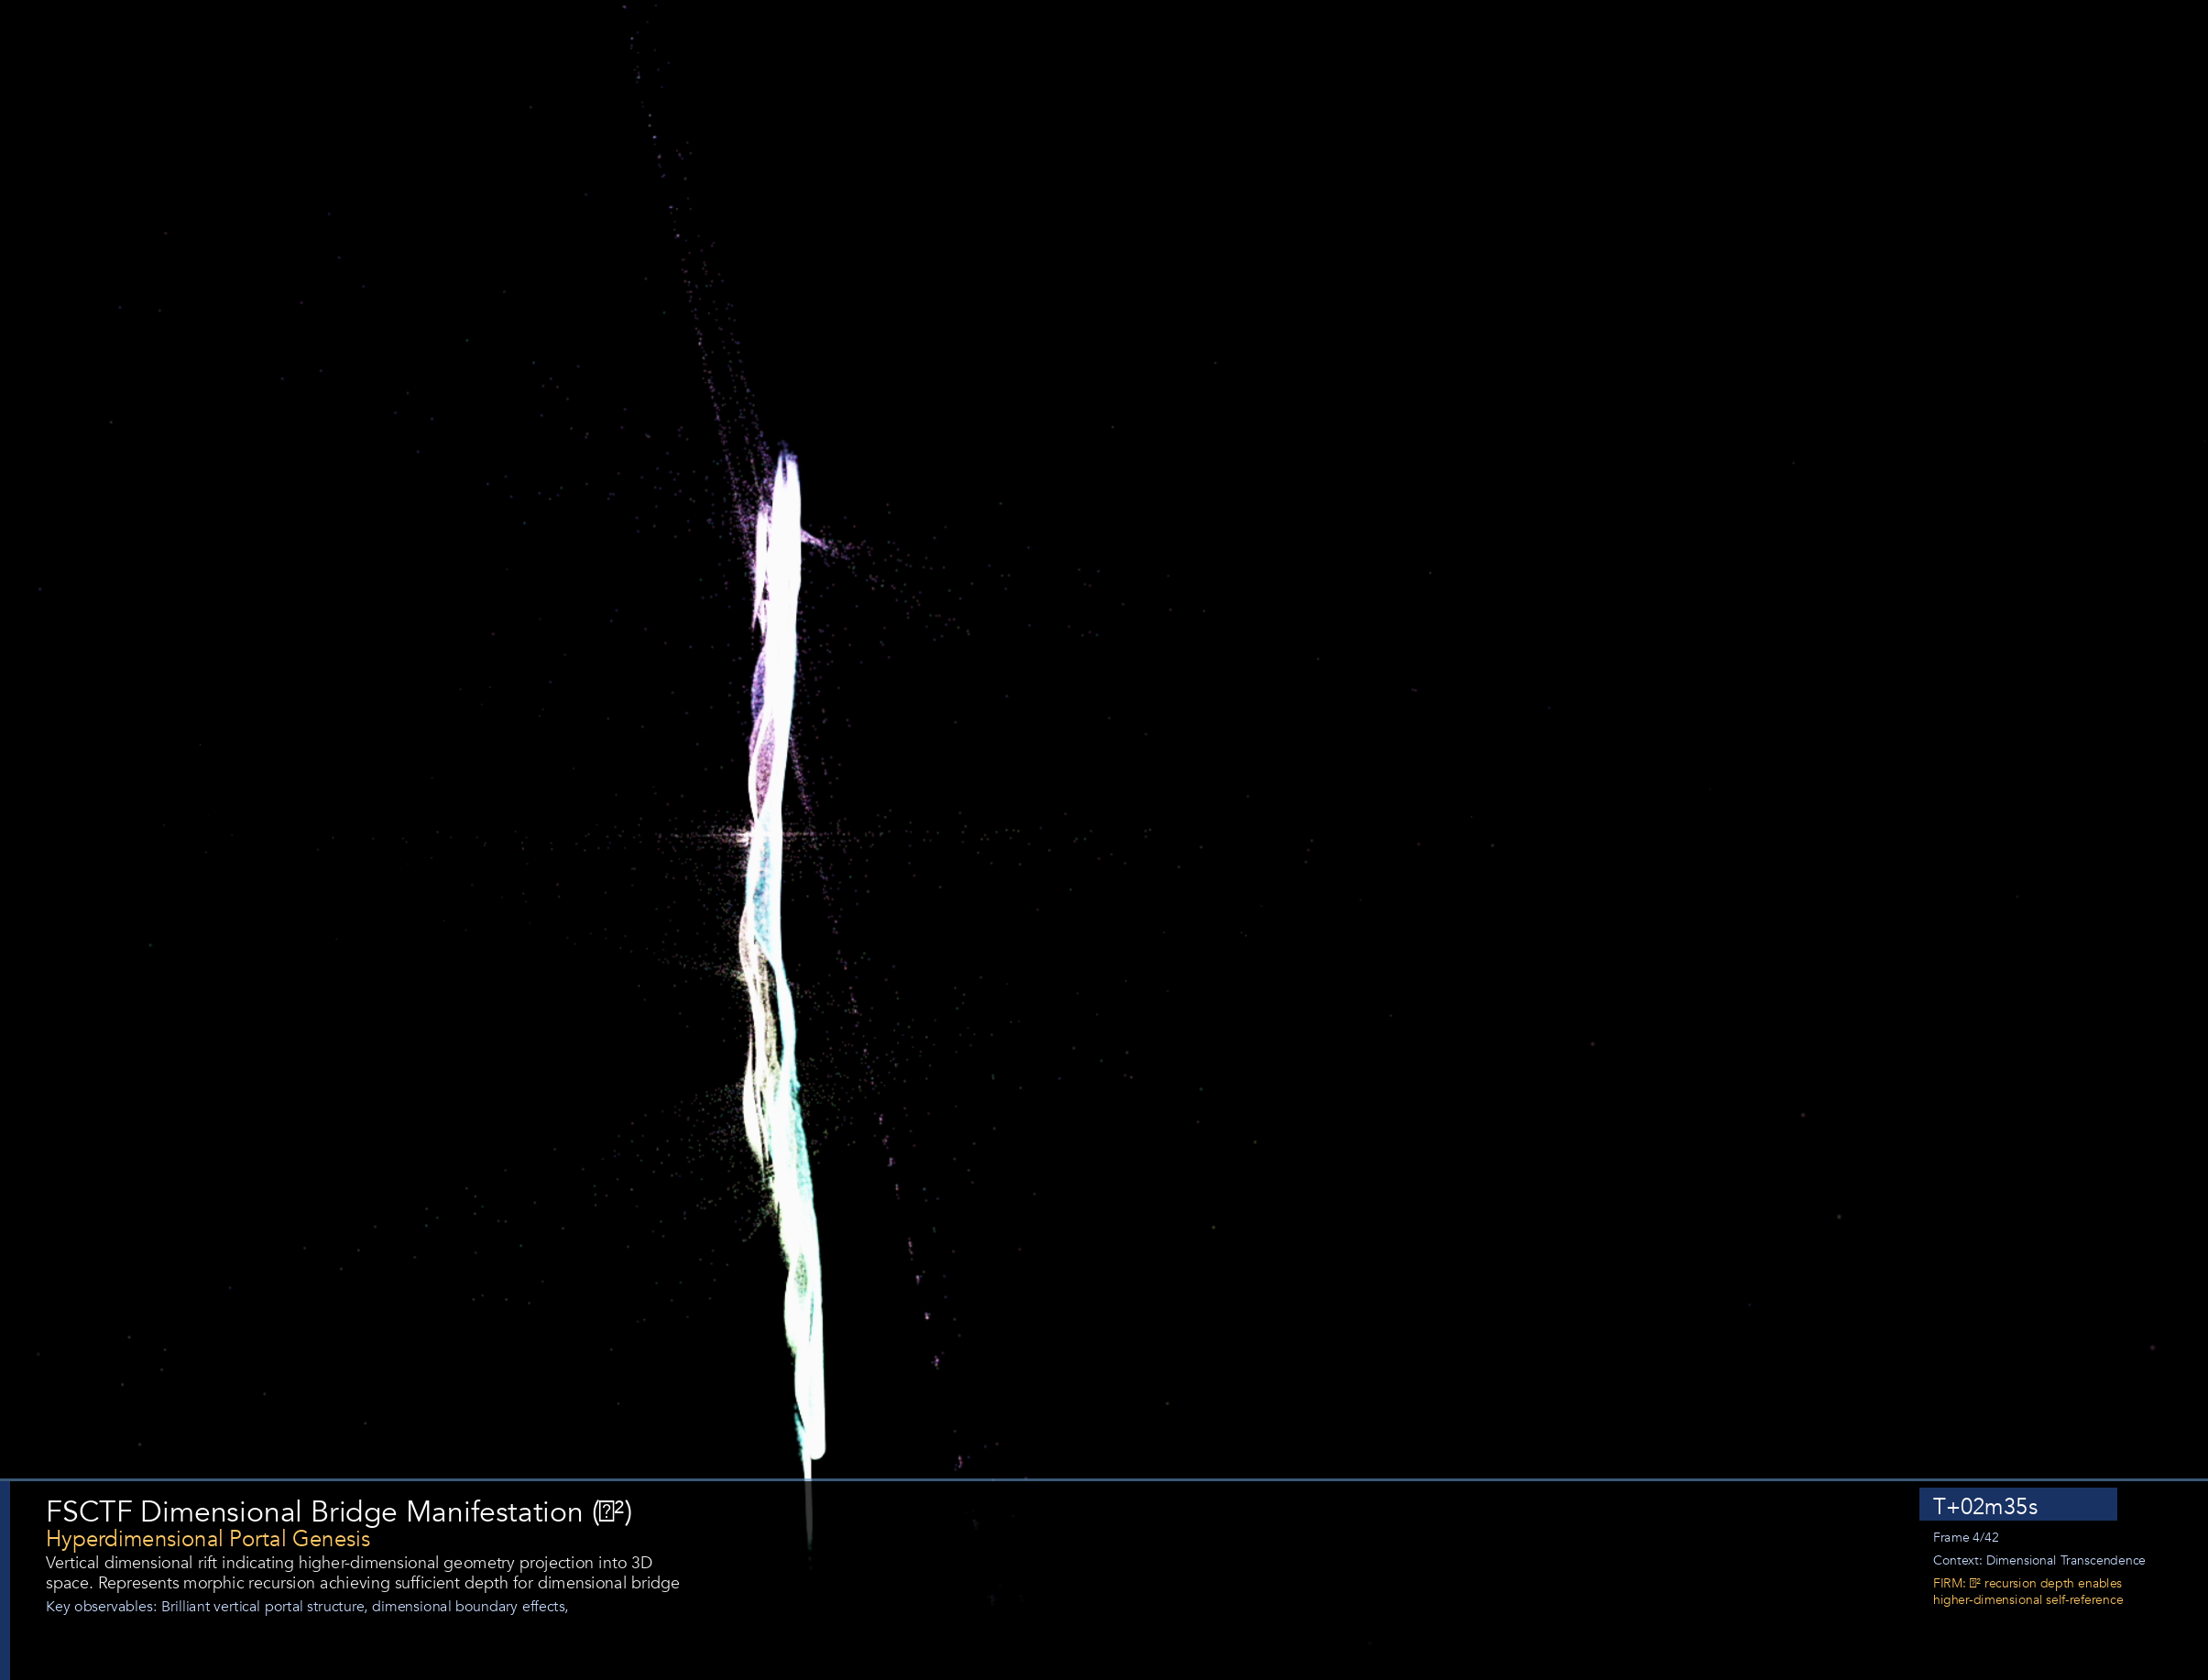 FSCTF Dimensional Bridge Manifestation (�²)
Hyperdimensional Portal Genesis
Vertical dimensional rift indicating higher-dimensional geometry projection into 3D
space. Represents morphic recursion achieving sufficient depth for dimensional bridge
Key observables: Brilliant vertical portal structure, dimensional boundary effects,
T+02m35s
Frame 4/42
Context: Dimensional Transcendence
FIRM: �² recursion depth enables
higher-dimensional self-reference